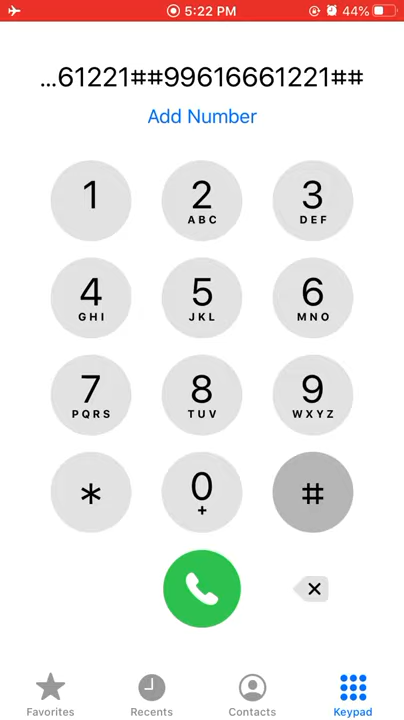 5:22 PM
44%
...61221##99616661221##
Add Number
1
2
ABC
3
DEF
4
GHI
5
JKL
6
MNO
7
PQRS
8
TUV
9
WXYZ
*
0
+
#
Favorites
Recents
Contacts
Keypad